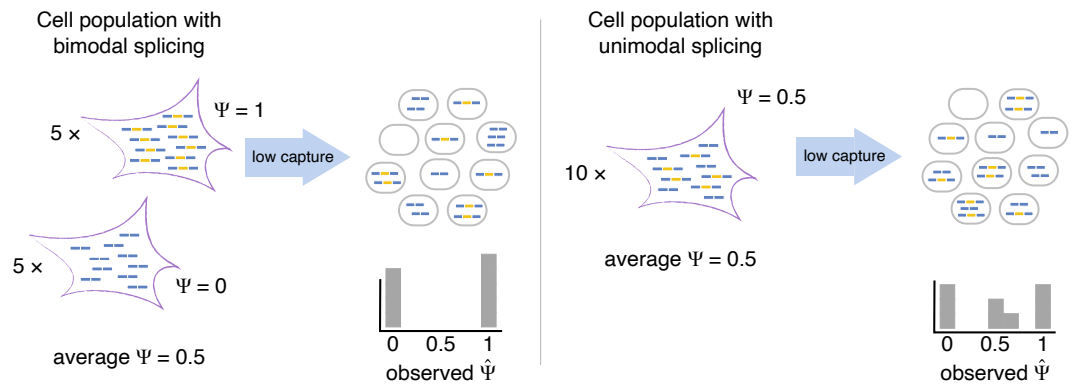 Cell population with
bimodal splicing
5 ×
Ψ = 1
low capture
5 ×
Ψ = 0
average Ψ = 0.5
0 0.5 1
observed Ψ̂
Cell population with
unimodal splicing
Ψ = 0.5
10 ×
low capture
average Ψ = 0.5
0 0.5 1
observed Ψ̂